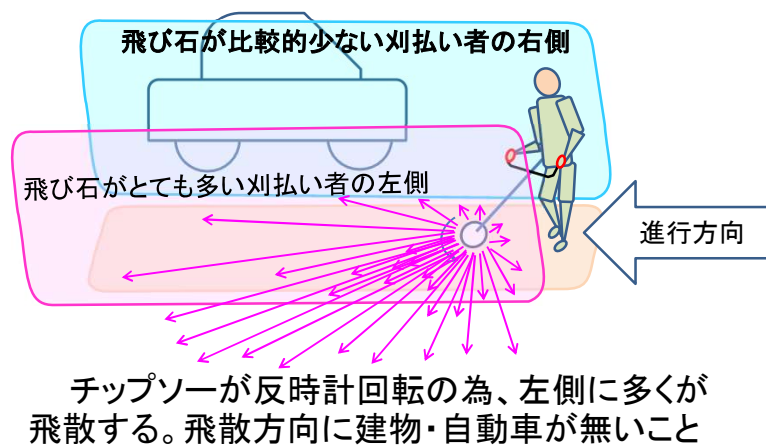 飛び石が比較的少ない刈払い者の右側
飛び石がとても多い刈払い者の左側
進行方向
チップソーが反時計回転の為、左側に多くが
飛散する。飛散方向に建物・自動車が無いこと